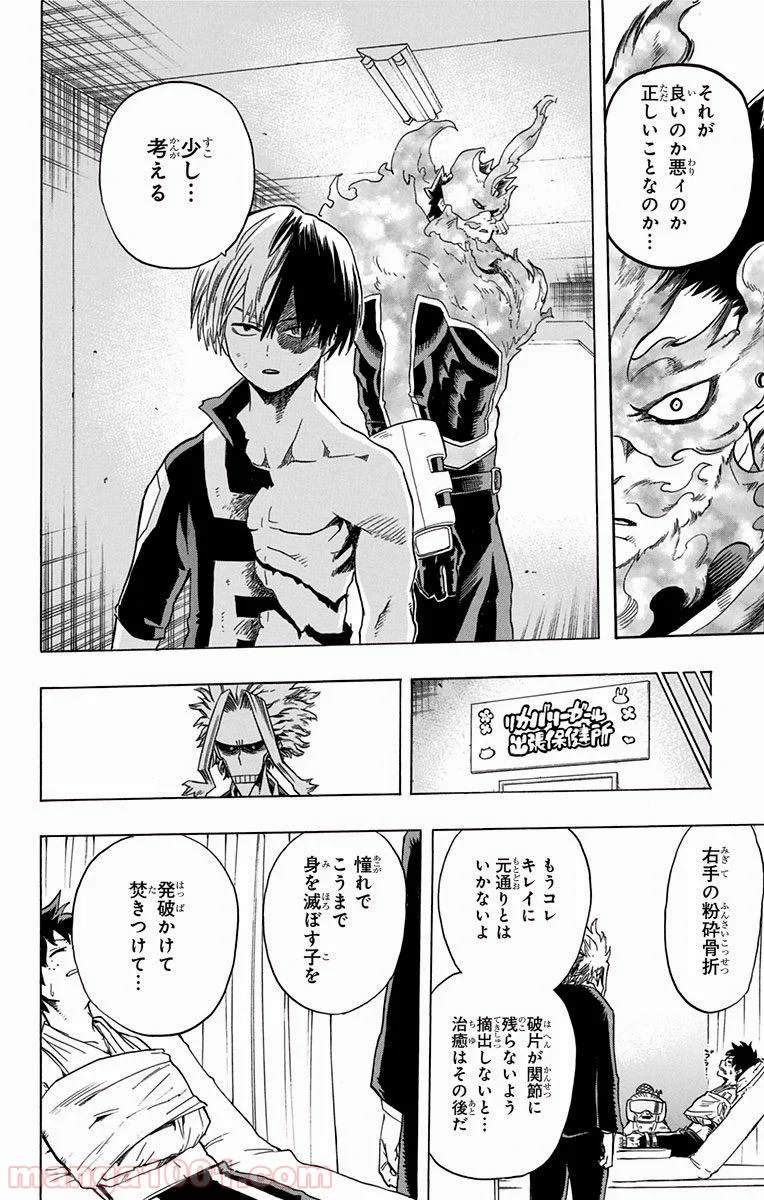 それが
良いのか悪ィのか
正しいことなのか…
少し…
考える
リカバリーガール
出張保健所
右手の粉砕骨折
もうコレ
キレイに
元通りとは
いかないよ
破片が関節に
残らないよう
摘出しないと…
治癒はその後だ
憧れで
こうまで
身を滅ぼす子を
発破かけて
焚きつけて…
manga1001.com